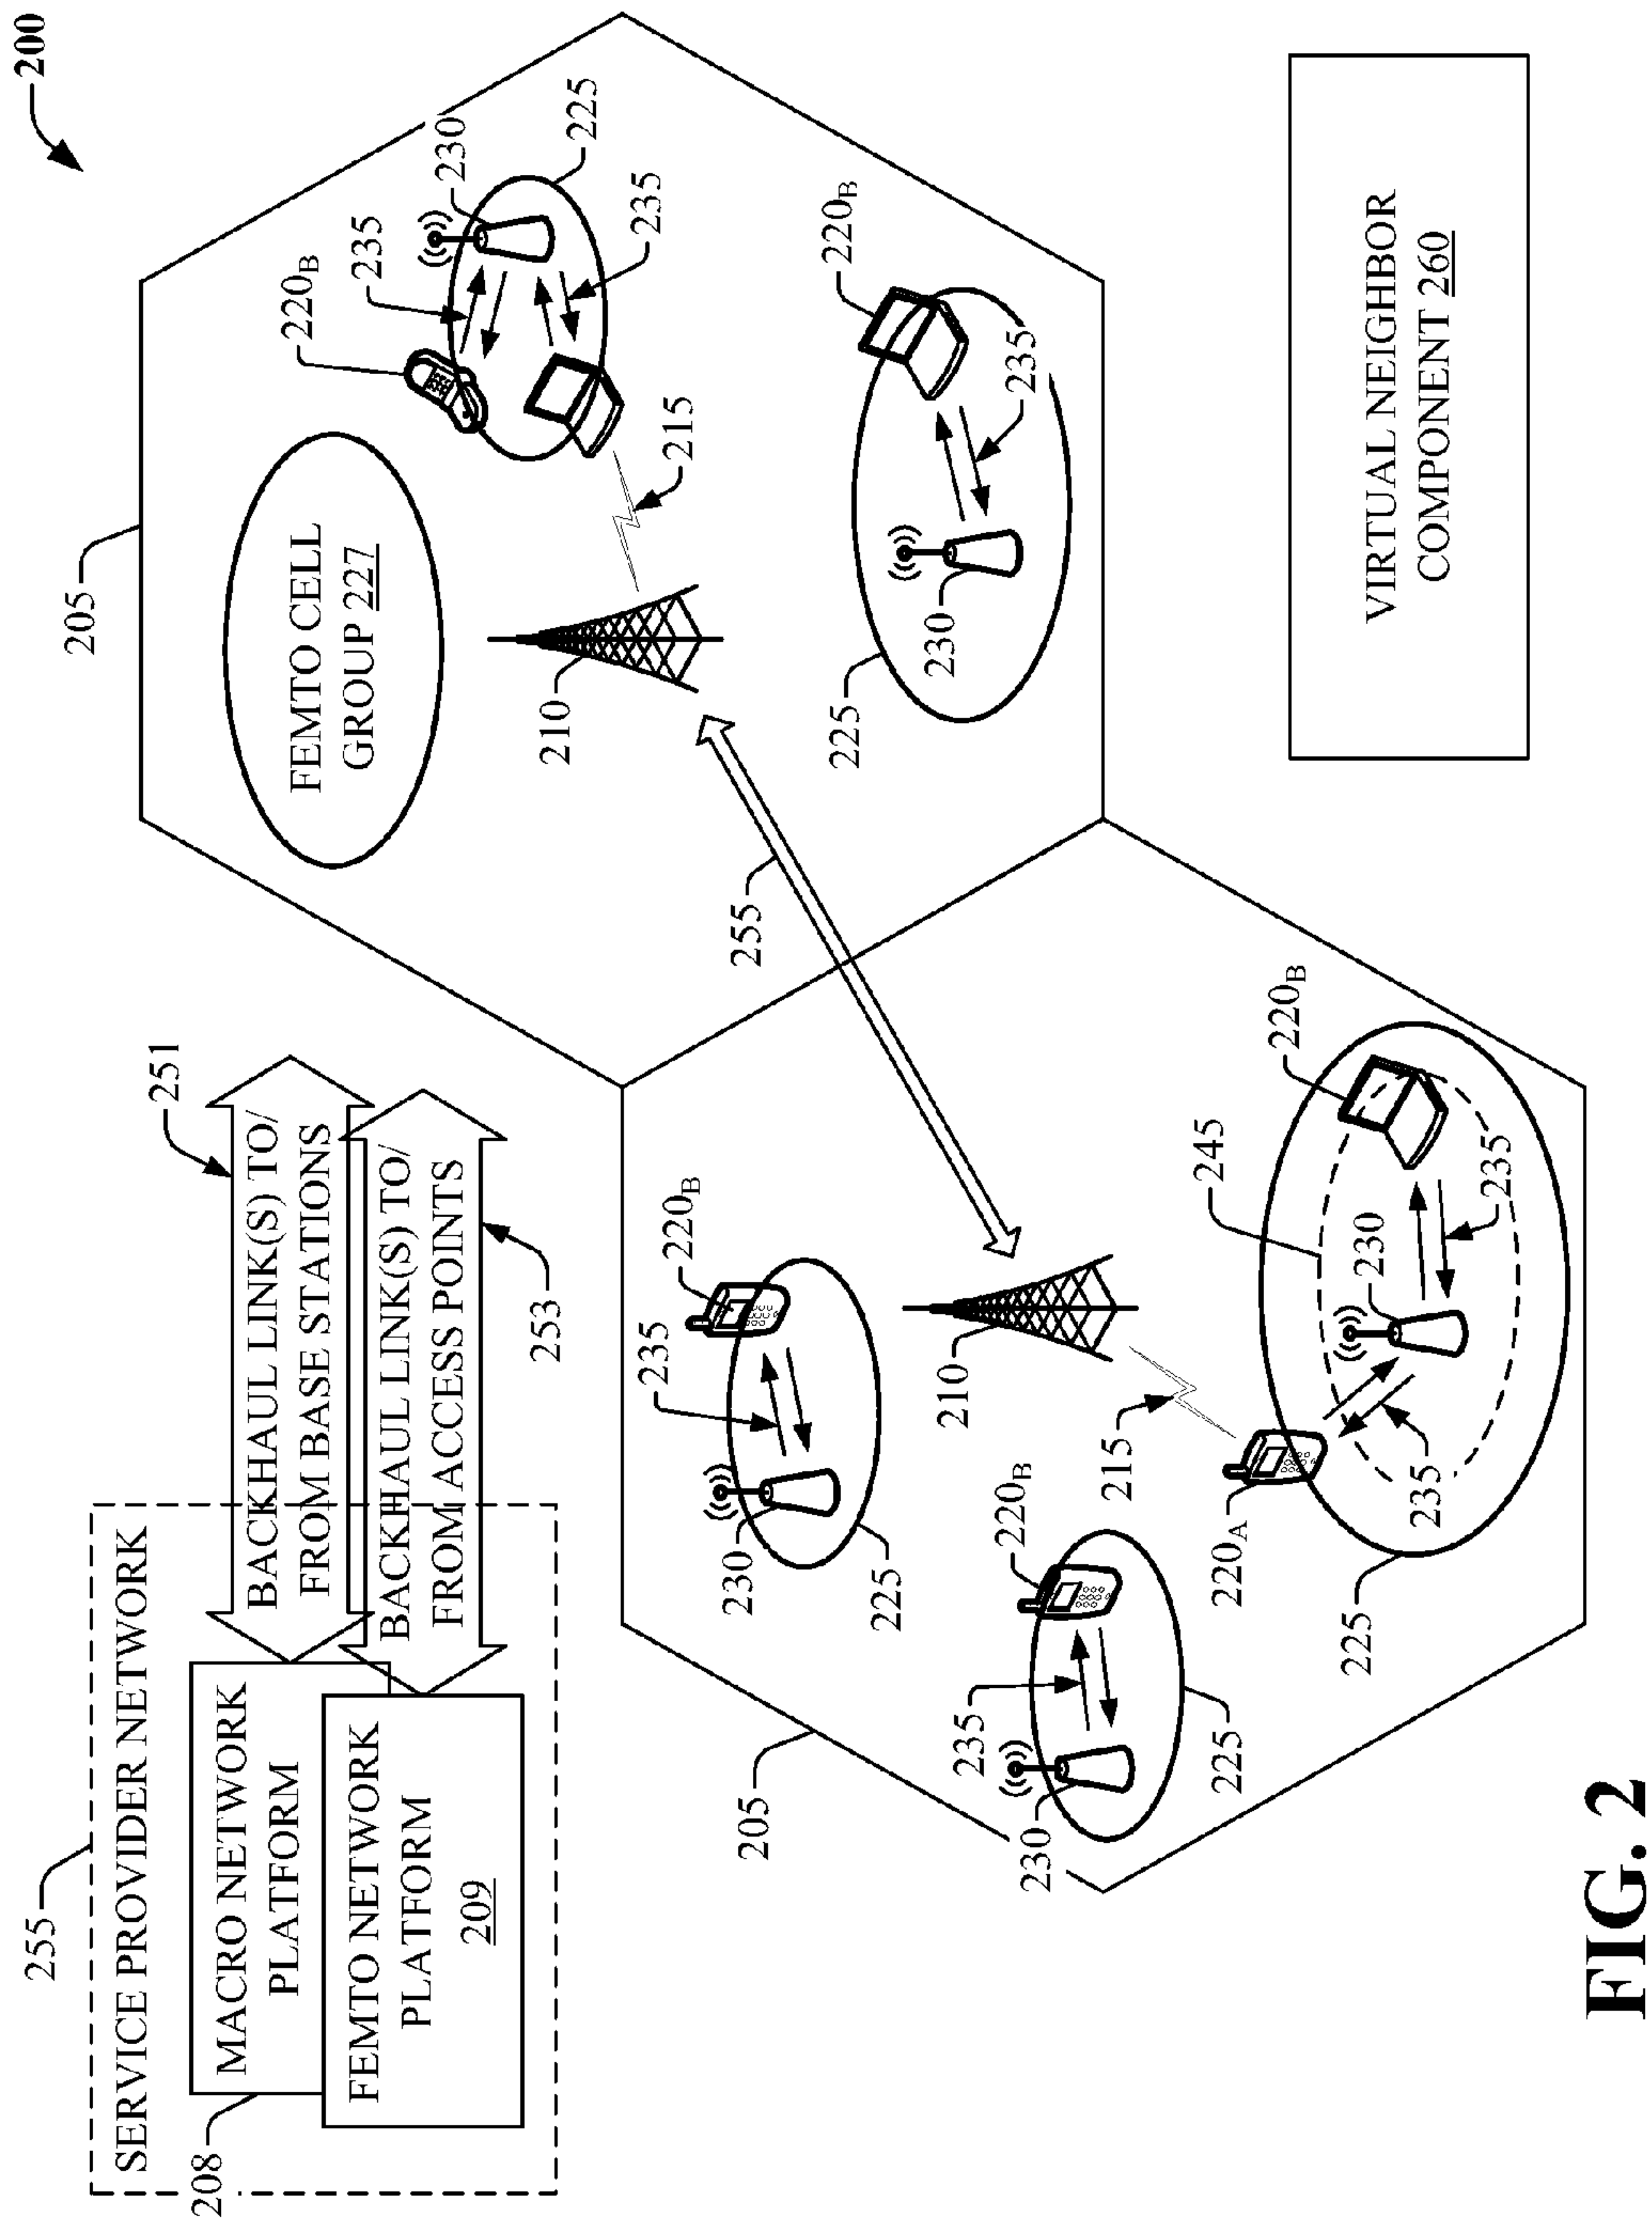 200
255
205
SERVICE PROVIDER NETWORK
251
208
MACRO NETWORK
PLATFORM
BACKHAUL LINK(S) TO/
FROM BASE STATIONS
FEMTO CELL
GROUP 227
220B
235
230
FEMTO NETWORK
PLATFORM
209
BACKHAUL LINK(S) TO/
FROM ACCESS POINTS
253
210
225
235
215
235
220B
230
255
205
225
220B
225
230
210
235
220B
235
230
215
225
220A
245
220B
225
230
235
235
VIRTUAL NEIGHBOR
COMPONENT 260
FIG. 2